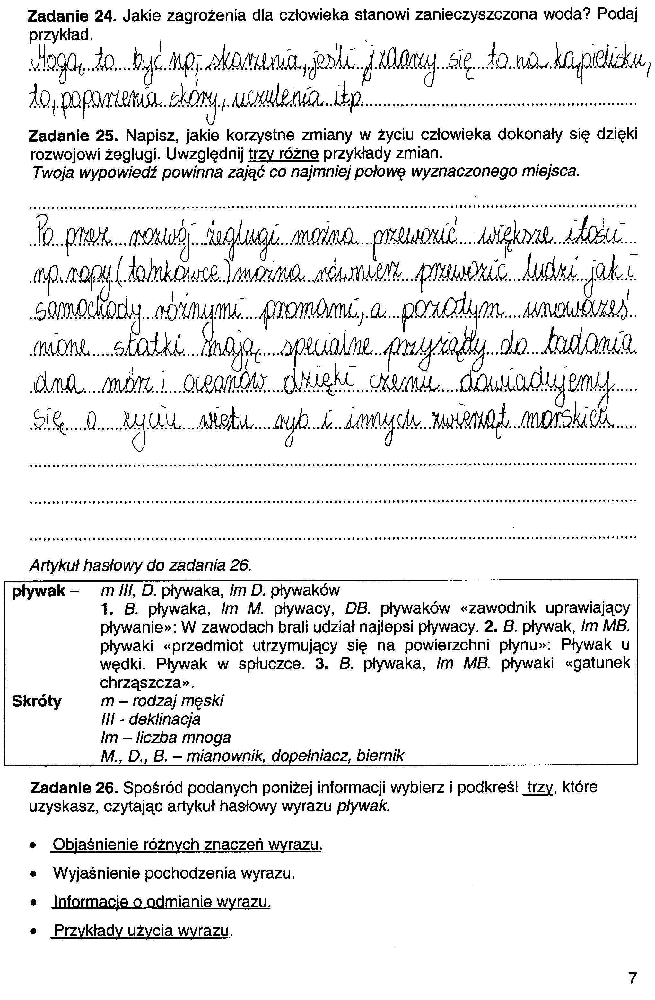 Zadanie 24. Jakie zagrożenia dla człowieka stanowi zanieczyszczona woda? Podaj
przykład.
Mogą to być np; skarzenia, jeśli zdarzy się to na kąpielisku,
to, poparzenia skóry, uczulenia itp.
Zadanie 25. Napisz, jakie korzystne zmiany w życiu człowieka dokonały się dzięki
rozwojowi żeglugi. Uwzględnij trzy różne przykłady zmian.
Twoja wypowiedź powinna zająć co najmniej połowę wyznaczonego miejsca.
Po przez rozwój żeglugi można przewozić większe ilości
np. ropy (tankowce) można również przewozić ludzi jak i
samochody różnymi promami, a pozatym unowocześ
nione statki mają specialne przyżądy do badania
dna mórz i oceanów dzięki czemu dowiadujemy
się o życiu wielu ryb i innych zwierząt morskich
Artykuł hasłowy do zadania 26.
pływak – m III, D. pływaka, lm D. pływaków
1. B. pływaka, lm M. pływacy, DB. pływaków «zawodnik uprawiający
pływanie»: W zawodach brali udział najlepsi pływacy. 2. B. pływak, lm MB.
pływaki «przedmiot utrzymujący się na powierzchni płynu»: Pływak u
wędki. Pływak w spłuczce. 3. B. pływaka, lm MB. pływaki «gatunek
chrząszcza».
Skróty m – rodzaj męski
III - deklinacja
lm – liczba mnoga
M., D., B. – mianownik, dopełniacz, biernik
Zadanie 26. Spośród podanych poniżej informacji wybierz i podkreśl trzy, które
uzyskasz, czytając artykuł hasłowy wyrazu pływak.
• Objaśnienie różnych znaczeń wyrazu.
• Wyjaśnienie pochodzenia wyrazu.
• Informacje o odmianie wyrazu.
• Przykłady użycia wyrazu.
7